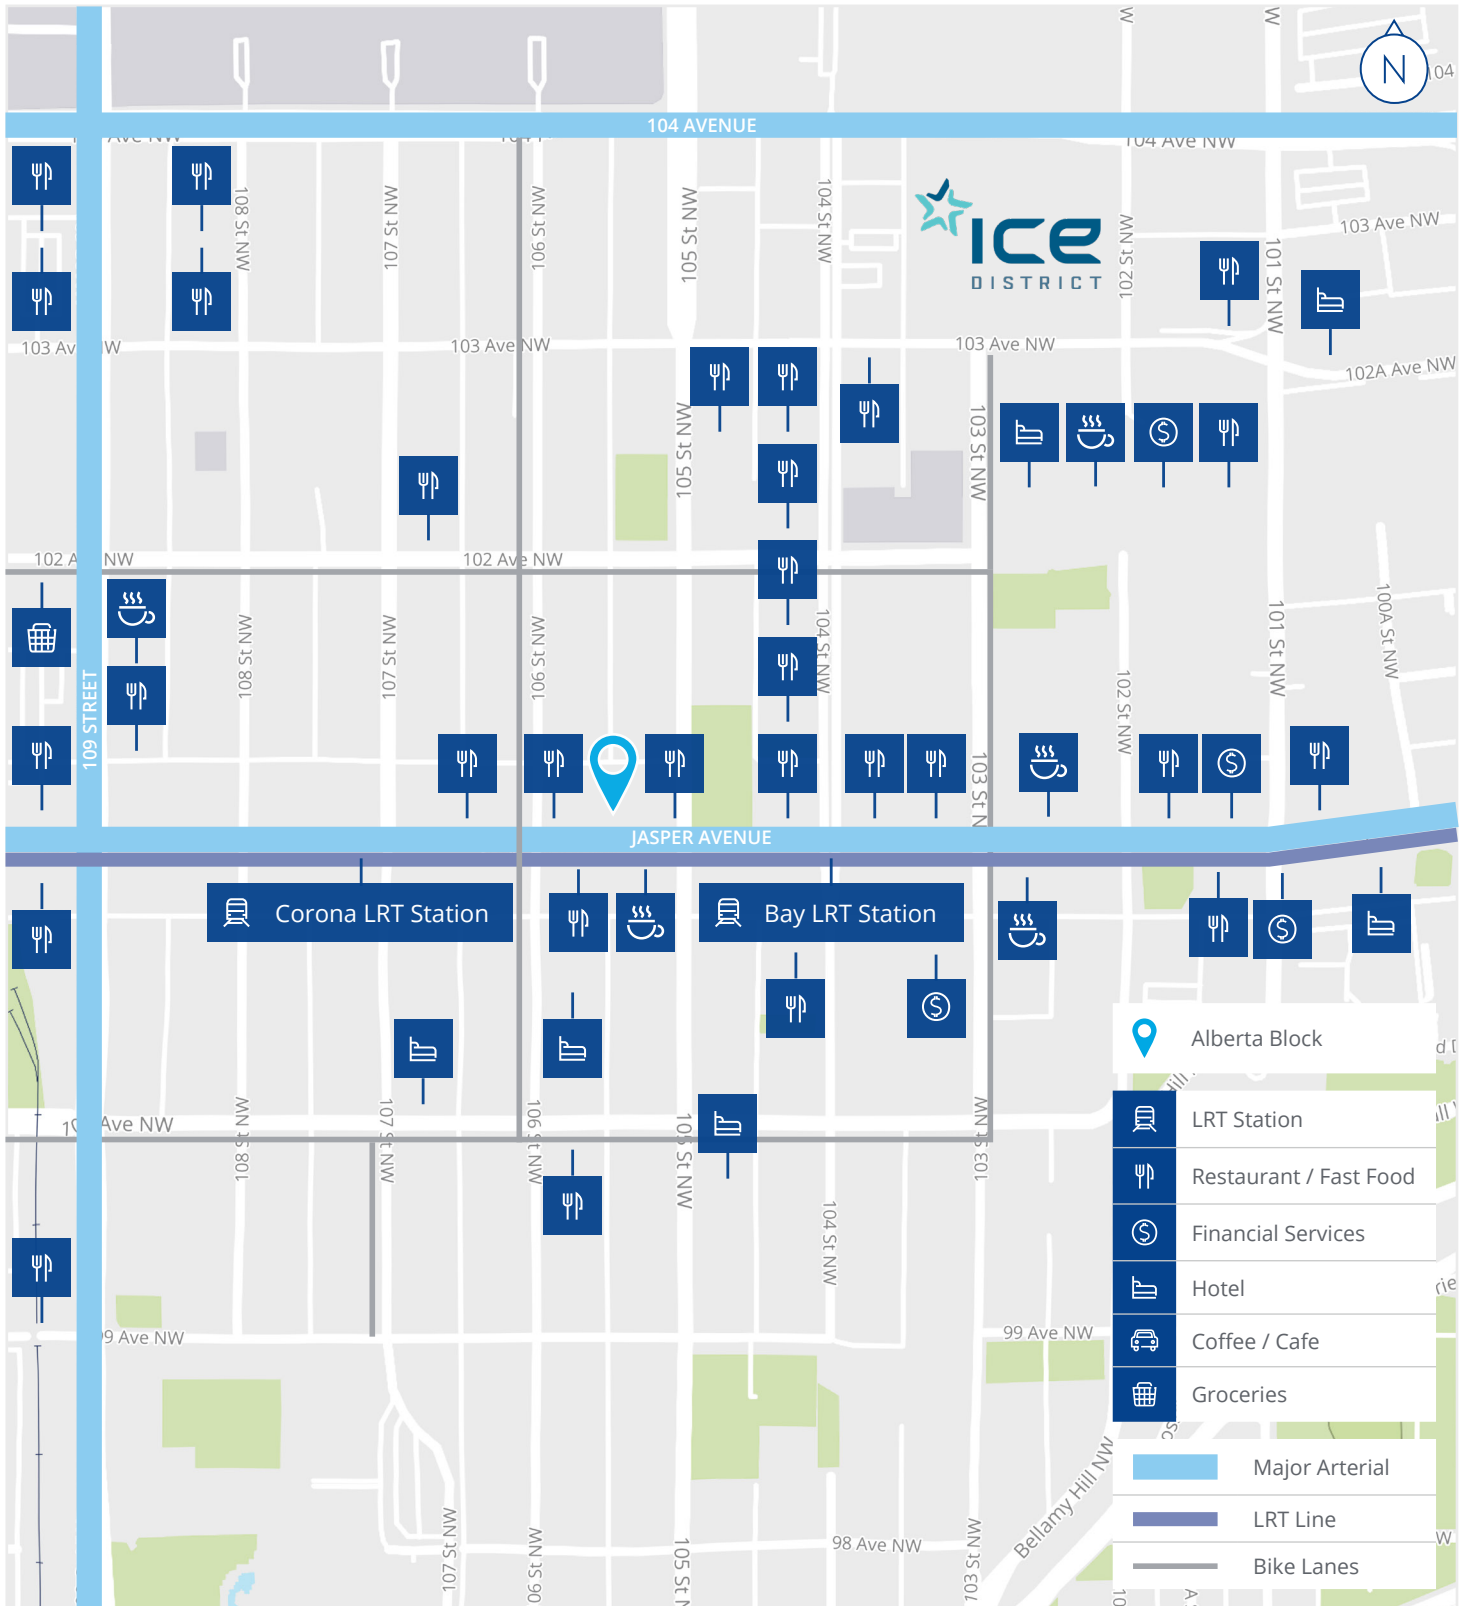 W
W
N
104
104 AVENUE
Ave NW
104 Ave NW
108 St NW
107 St NW
106 St NW
105 St NW
104 St NW
ICE
DISTRICT
102 St NW
103 Ave NW
101 St NW
103 Av
NW
103 Ave NW
103 Ave NW
102A Ave NW
105 St NW
103 St NW
102 A
NW
102 Ave NW
108 St NW
107 St NW
106 St NW
104 St NW
101 St NW
100A St NW
109 STREET
102 St NW
103 St N
JASPER AVENUE
Corona LRT Station
Bay LRT Station
Alberta Block
LRT Station
Restaurant / Fast Food
Financial Services
Hotel
Coffee / Cafe
Groceries
Major Arterial
LRT Line
Bike Lanes
Hill
Ave NW
108 St NW
107 St NW
106 St NW
105 St NW
103 St NW
104 St NW
99 Ave NW
99 Ave NW
Bellamy Hill NW
98 Ave NW
107 St NW
06 St NW
105 St N
103 St NW
W
10
A